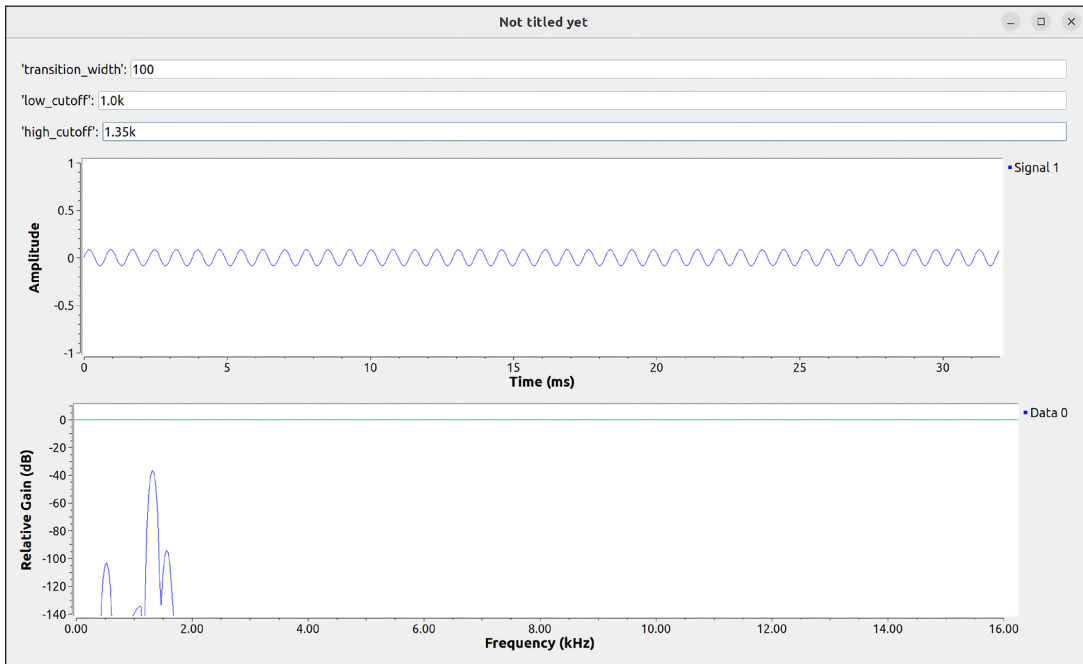 Not titled yet
'transition_width': 100
'low_cutoff': 1.0k
'high_cutoff': 1.35k
Signal 1
1
0.5
0
-0.5
-1
Amplitude
0 5 10 15 20 25 30
Time (ms)
Data 0
0
-20
-40
-60
-80
-100
-120
-140
Relative Gain (dB)
0.00 2.00 4.00 6.00 8.00 10.00 12.00 14.00 16.00
Frequency (kHz)